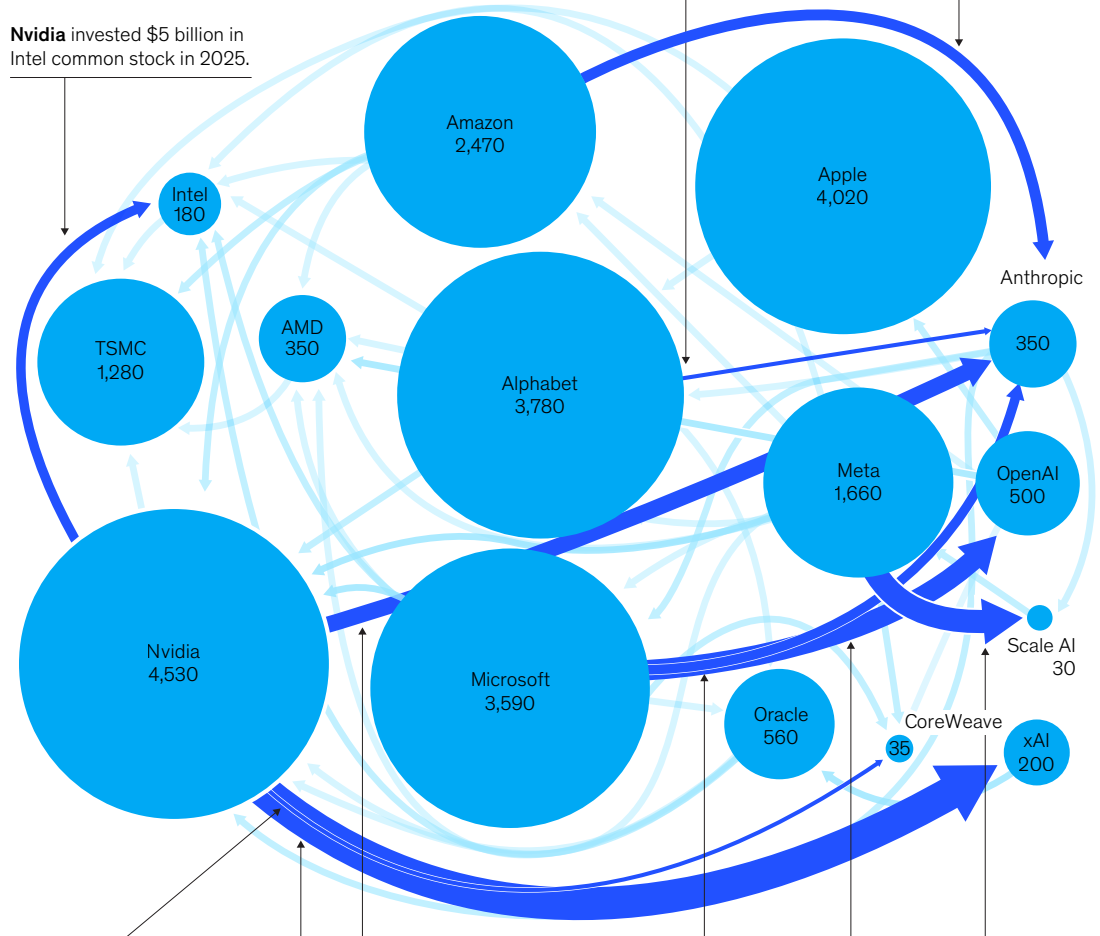 Nvidia invested $5 billion in
Intel common stock in 2025.
Amazon
2,470
Apple
4,020
Intel
180
Anthropic
350
TSMC
1,280
AMD
350
Alphabet
3,780
Meta
1,660
OpenAI
500
Nvidia
4,530
Microsoft
3,590
Scale AI
30
Oracle
560
CoreWeave
35
xAI
200